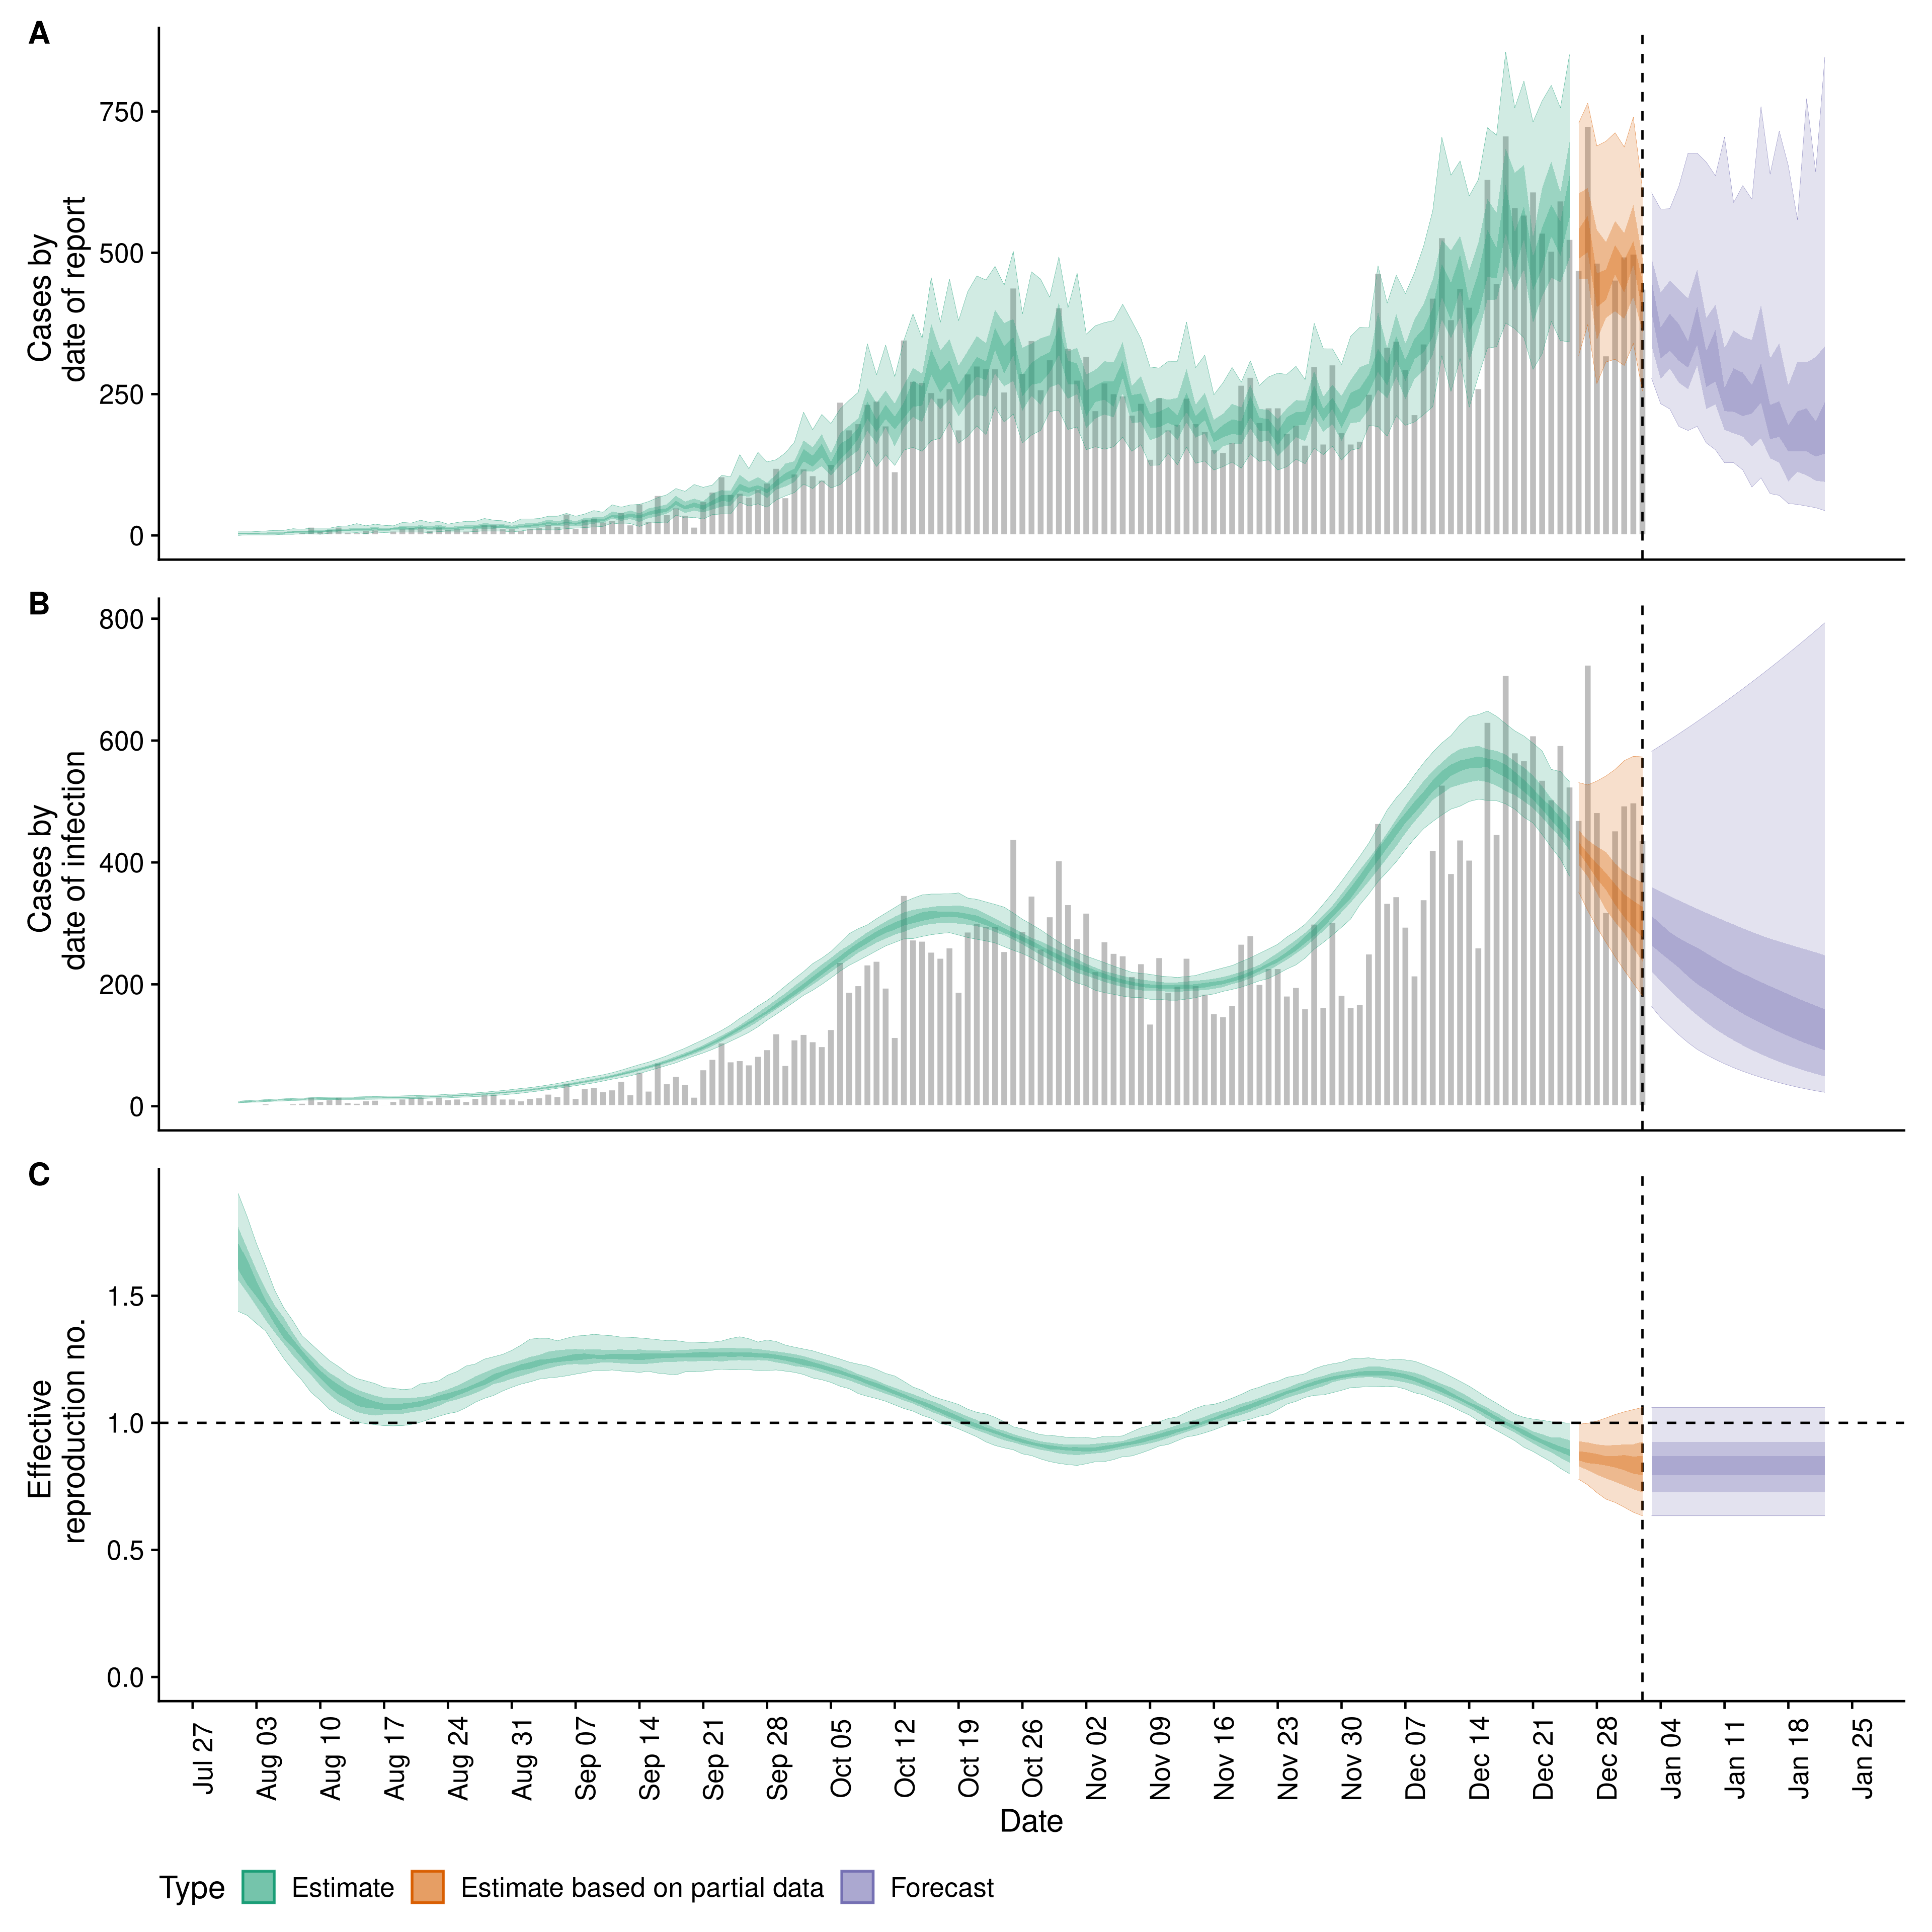 A
Cases by
date of report
750
500
250
0
B
Cases by
date of infection
800
600
400
200
0
C
Effective
reproduction no.
1.5
1.0
0.5
0.0
Jul 27
Aug 03
Aug 10
Aug 17
Aug 24
Aug 31
Sep 07
Sep 14
Sep 21
Sep 28
Oct 05
Oct 12
Oct 19
Oct 26
Nov 02
Nov 09
Nov 16
Nov 23
Nov 30
Dec 07
Dec 14
Dec 21
Dec 28
Jan 04
Jan 11
Jan 18
Jan 25
Date
Type Estimate Estimate based on partial data Forecast